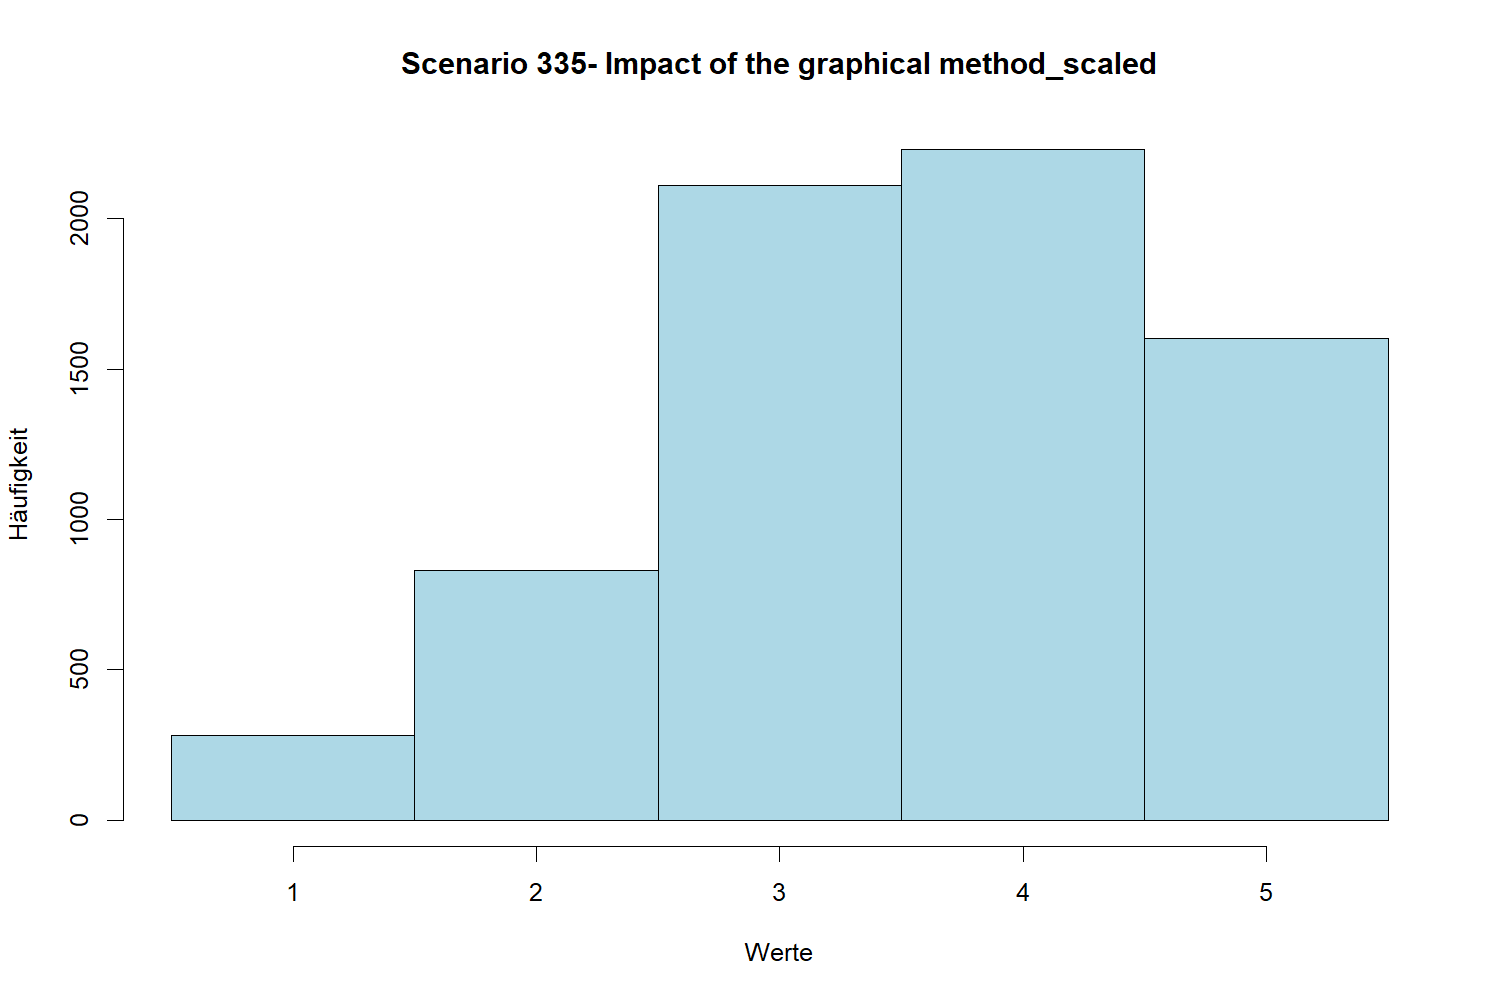 Scenario 335- Impact of the graphical method_scaled
Häufigkeit
2000
1500
1000
500
0
1 2 3 4 5
Werte